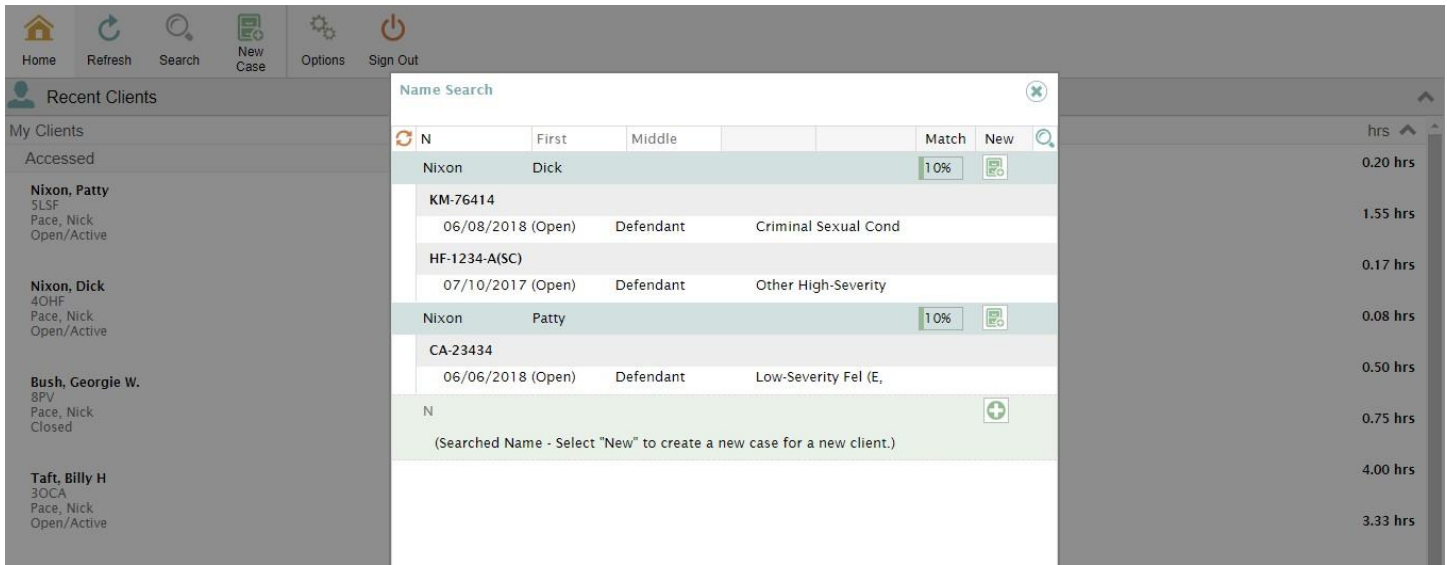 Home Refresh Search New Case Options Sign Out
Recent Clients
My Clients
hrs
Accessed
Nixon, Patty
5LSF
Pace, Nick
Open/Active
Nixon, Dick
4OHF
Pace, Nick
Open/Active
Bush, Georgie W.
8PV
Pace, Nick
Closed
Taft, Billy H
3OCA
Pace, Nick
Open/Active
Name Search
N First Middle Match New
Nixon Dick 10%
KM-76414
06/08/2018 (Open) Defendant Criminal Sexual Cond
HF-1234-A(SC)
07/10/2017 (Open) Defendant Other High-Severity
Nixon Patty 10%
CA-23434
06/06/2018 (Open) Defendant Low-Severity Fel (E,
N
(Searched Name - Select "New" to create a new case for a new client.)
0.20 hrs
1.55 hrs
0.17 hrs
0.08 hrs
0.50 hrs
0.75 hrs
4.00 hrs
3.33 hrs